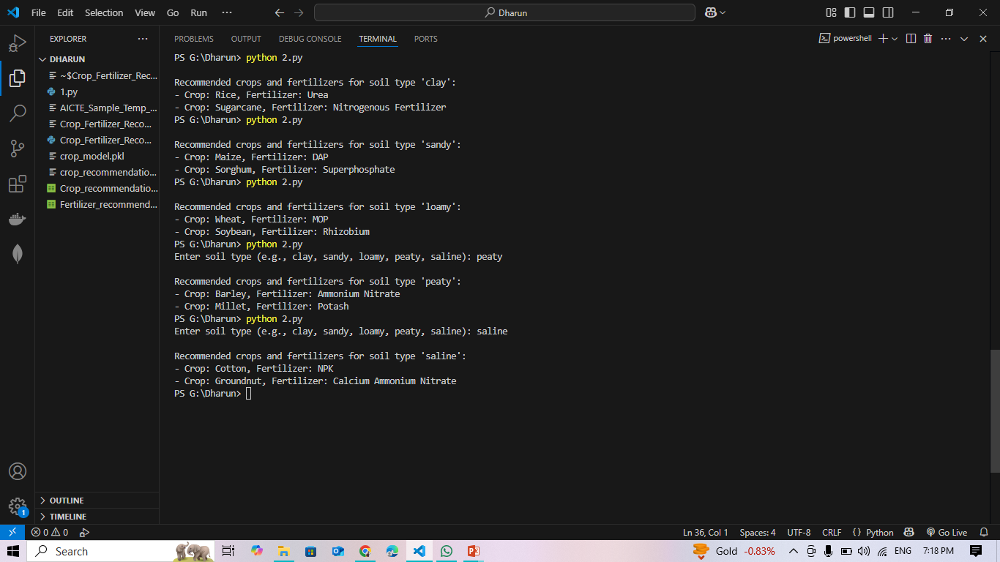 File Edit Selection View Go Run ··· Dharun
EXPLORER ···
DHARUN
~$Crop_Fertilizer_Rec...
1.py
AICTE_Sample_Temp_...
Crop_Fertilizer_Reco...
Crop_Fertilizer_Reco...
crop_model.pkl
crop_recommendatio...
Crop_recommendatio...
Fertilizer_recommend...
OUTLINE
TIMELINE
PROBLEMS OUTPUT DEBUG CONSOLE TERMINAL PORTS powershell ···
PS G:\Dharun> python 2.py
Recommended crops and fertilizers for soil type 'clay':
- Crop: Rice, Fertilizer: Urea
- Crop: Sugarcane, Fertilizer: Nitrogenous Fertilizer
PS G:\Dharun> python 2.py
Recommended crops and fertilizers for soil type 'sandy':
- Crop: Maize, Fertilizer: DAP
- Crop: Sorghum, Fertilizer: Superphosphate
PS G:\Dharun> python 2.py
Recommended crops and fertilizers for soil type 'loamy':
- Crop: Wheat, Fertilizer: MOP
- Crop: Soybean, Fertilizer: Rhizobium
PS G:\Dharun> python 2.py
Enter soil type (e.g., clay, sandy, loamy, peaty, saline): peaty
Recommended crops and fertilizers for soil type 'peaty':
- Crop: Barley, Fertilizer: Ammonium Nitrate
- Crop: Millet, Fertilizer: Potash
PS G:\Dharun> python 2.py
Enter soil type (e.g., clay, sandy, loamy, peaty, saline): saline
Recommended crops and fertilizers for soil type 'saline':
- Crop: Cotton, Fertilizer: NPK
- Crop: Groundnut, Fertilizer: Calcium Ammonium Nitrate
PS G:\Dharun>
1
0 0 Ln 36, Col 1 Spaces: 4 UTF-8 CRLF {} Python Go Live
Search Gold -0.83% ENG 7:18 PM